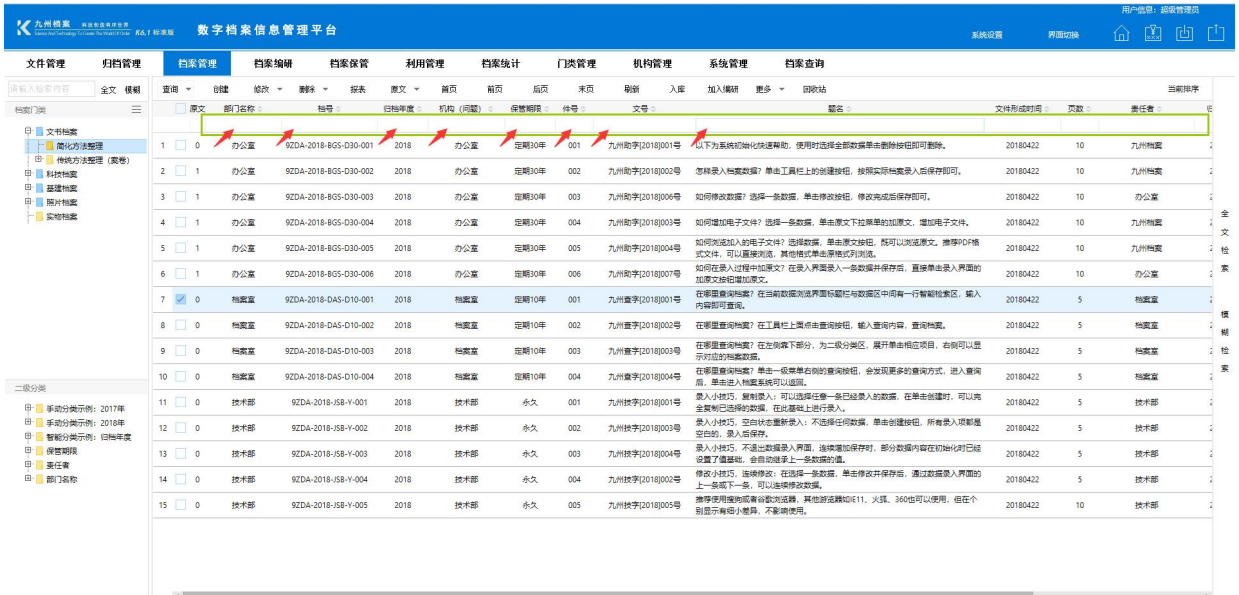 用户信息：超级管理员
九州档案 科技创造有序世界
K6.1 标准版 数字档案信息管理平台
系统设置 界面切换
文件管理 归档管理 档案管理 档案编研 档案保管 利用管理 档案统计 门类管理 机构管理 系统管理 档案查询
请输入检索内容 全文 模糊 查询 创建 修改 删除 报表 原文 首页 前页 后页 末页 刷新 入库 加入编研 更多 回收站 当前排序
档案门类 原文 部门名称 档号 归档年度 机构（问题） 保管期限 件号 文号 题名 文件形成时间 页数 责任者
文书档案
简化方法整理
传统方法整理（案卷）
科技档案
基建档案
照片档案
实物档案
1 0 办公室 9ZDA-2018-BGS-D30-001 2018 办公室 定期30年 001 九州助字[2018]001号 以下为系统初始化快速帮助，使用时选择全部数据单击删除按钮即可删除。 20180422 10 九州档案
2 1 办公室 9ZDA-2018-BGS-D30-002 2018 办公室 定期30年 002 九州助字[2018]002号 怎样录入档案数据？单击工具栏上的创建按钮，按照实际档案录入后保存即可。 20180422 10 九州档案
3 1 办公室 9ZDA-2018-BGS-D30-003 2018 办公室 定期30年 003 九州助字[2018]006号 如何修改数据？选择一条数据，单击修改按钮，修改完成后保存即可。 20180422 10 办公室
4 1 办公室 9ZDA-2018-BGS-D30-004 2018 办公室 定期30年 004 九州助字[2018]003号 如何增加电子文件？选择一条数据，单击原文下拉菜单的加原文，增加电子文件。 20180422 10 九州档案
5 1 办公室 9ZDA-2018-BGS-D30-005 2018 办公室 定期30年 005 九州助字[2018]004号 如何浏览加入的电子文件？选择数据，单击原文按钮，既可以浏览原文。推荐PDF格
式文件，可以直接浏览，其他格式单击原格式列浏览。 20180422 10 九州档案
6 1 办公室 9ZDA-2018-BGS-D30-006 2018 办公室 定期30年 006 九州助字[2018]007号 如何在录入过程中加原文？在录入界面录入一条数据并保存后，直接单击录入界面的
加原文按钮增加原文。 20180422 10 办公室
7 0 档案室 9ZDA-2018-DAS-D10-001 2018 档案室 定期10年 001 九州查字[2018]001号 在哪里查询档案？在当前数据浏览界面标题栏与数据区中间有一行智能检索区，输入
内容即可查询。 20180422 5 档案室
8 0 档案室 9ZDA-2018-DAS-D10-002 2018 档案室 定期10年 002 九州查字[2018]002号 在哪里查询档案？在工具栏上面点击查询按钮，输入查询内容，查询档案。 20180422 5 档案室
9 0 档案室 9ZDA-2018-DAS-D10-003 2018 档案室 定期10年 003 九州查字[2018]003号 在哪里查询档案？在左侧靠下部分，为二级分类区，展开单击相应项目，右侧可以显
示对应的档案数据。 20180422 5 档案室
10 0 档案室 9ZDA-2018-DAS-D10-004 2018 档案室 定期10年 004 九州查字[2018]004号 在哪里查询档案？单击一级菜单右侧的查询按钮，会发现更多的查询方式，进入查询
后，单击进入档案系统可以返回。 20180422 5 档案室
11 0 技术部 9ZDA-2018-JSB-Y-001 2018 技术部 永久 001 九州技字[2018]001号 录入小技巧，复制录入：可以选择任意一条已经录入的数据，在单击创建时，可以完
全复制已选择的数据，在此基础上进行录入。 20180422 5 技术部
12 0 技术部 9ZDA-2018-JSB-Y-002 2018 技术部 永久 002 九州技字[2018]003号 录入小技巧，空白状态重新录入：不选择任何数据，单击创建按钮，所有录入项都是
空白的，录入后保存。 20180422 5 技术部
13 0 技术部 9ZDA-2018-JSB-Y-003 2018 技术部 永久 003 九州技字[2018]004号 录入小技巧，不退出数据录入界面，连续增加保存时，部分数据内容在初始化时已经
设置了值基础，会自动继承上一条数据的值。 20180422 5 技术部
14 0 技术部 9ZDA-2018-JSB-Y-004 2018 技术部 永久 004 九州技字[2018]002号 修改小技巧，连续修改：在选择一条数据，单击修改并保存后，通过数据录入界面的
上一条或下一条，可以连续修改数据。 20180422 5 技术部
15 0 技术部 9ZDA-2018-JSB-Y-005 2018 技术部 永久 005 九州技字[2018]005号 推荐使用搜狗或者谷歌浏览器，其他游览器如IE11、火狐、360也可以使用，但在个
别显示有细小差异，不影响使用。 20180422 10 技术部
二级分类
手动分类示例：2017年
手动分类示例：2018年
智能分类示例：归档年度
保管期限
责任者
部门名称
全文检索
模糊检索